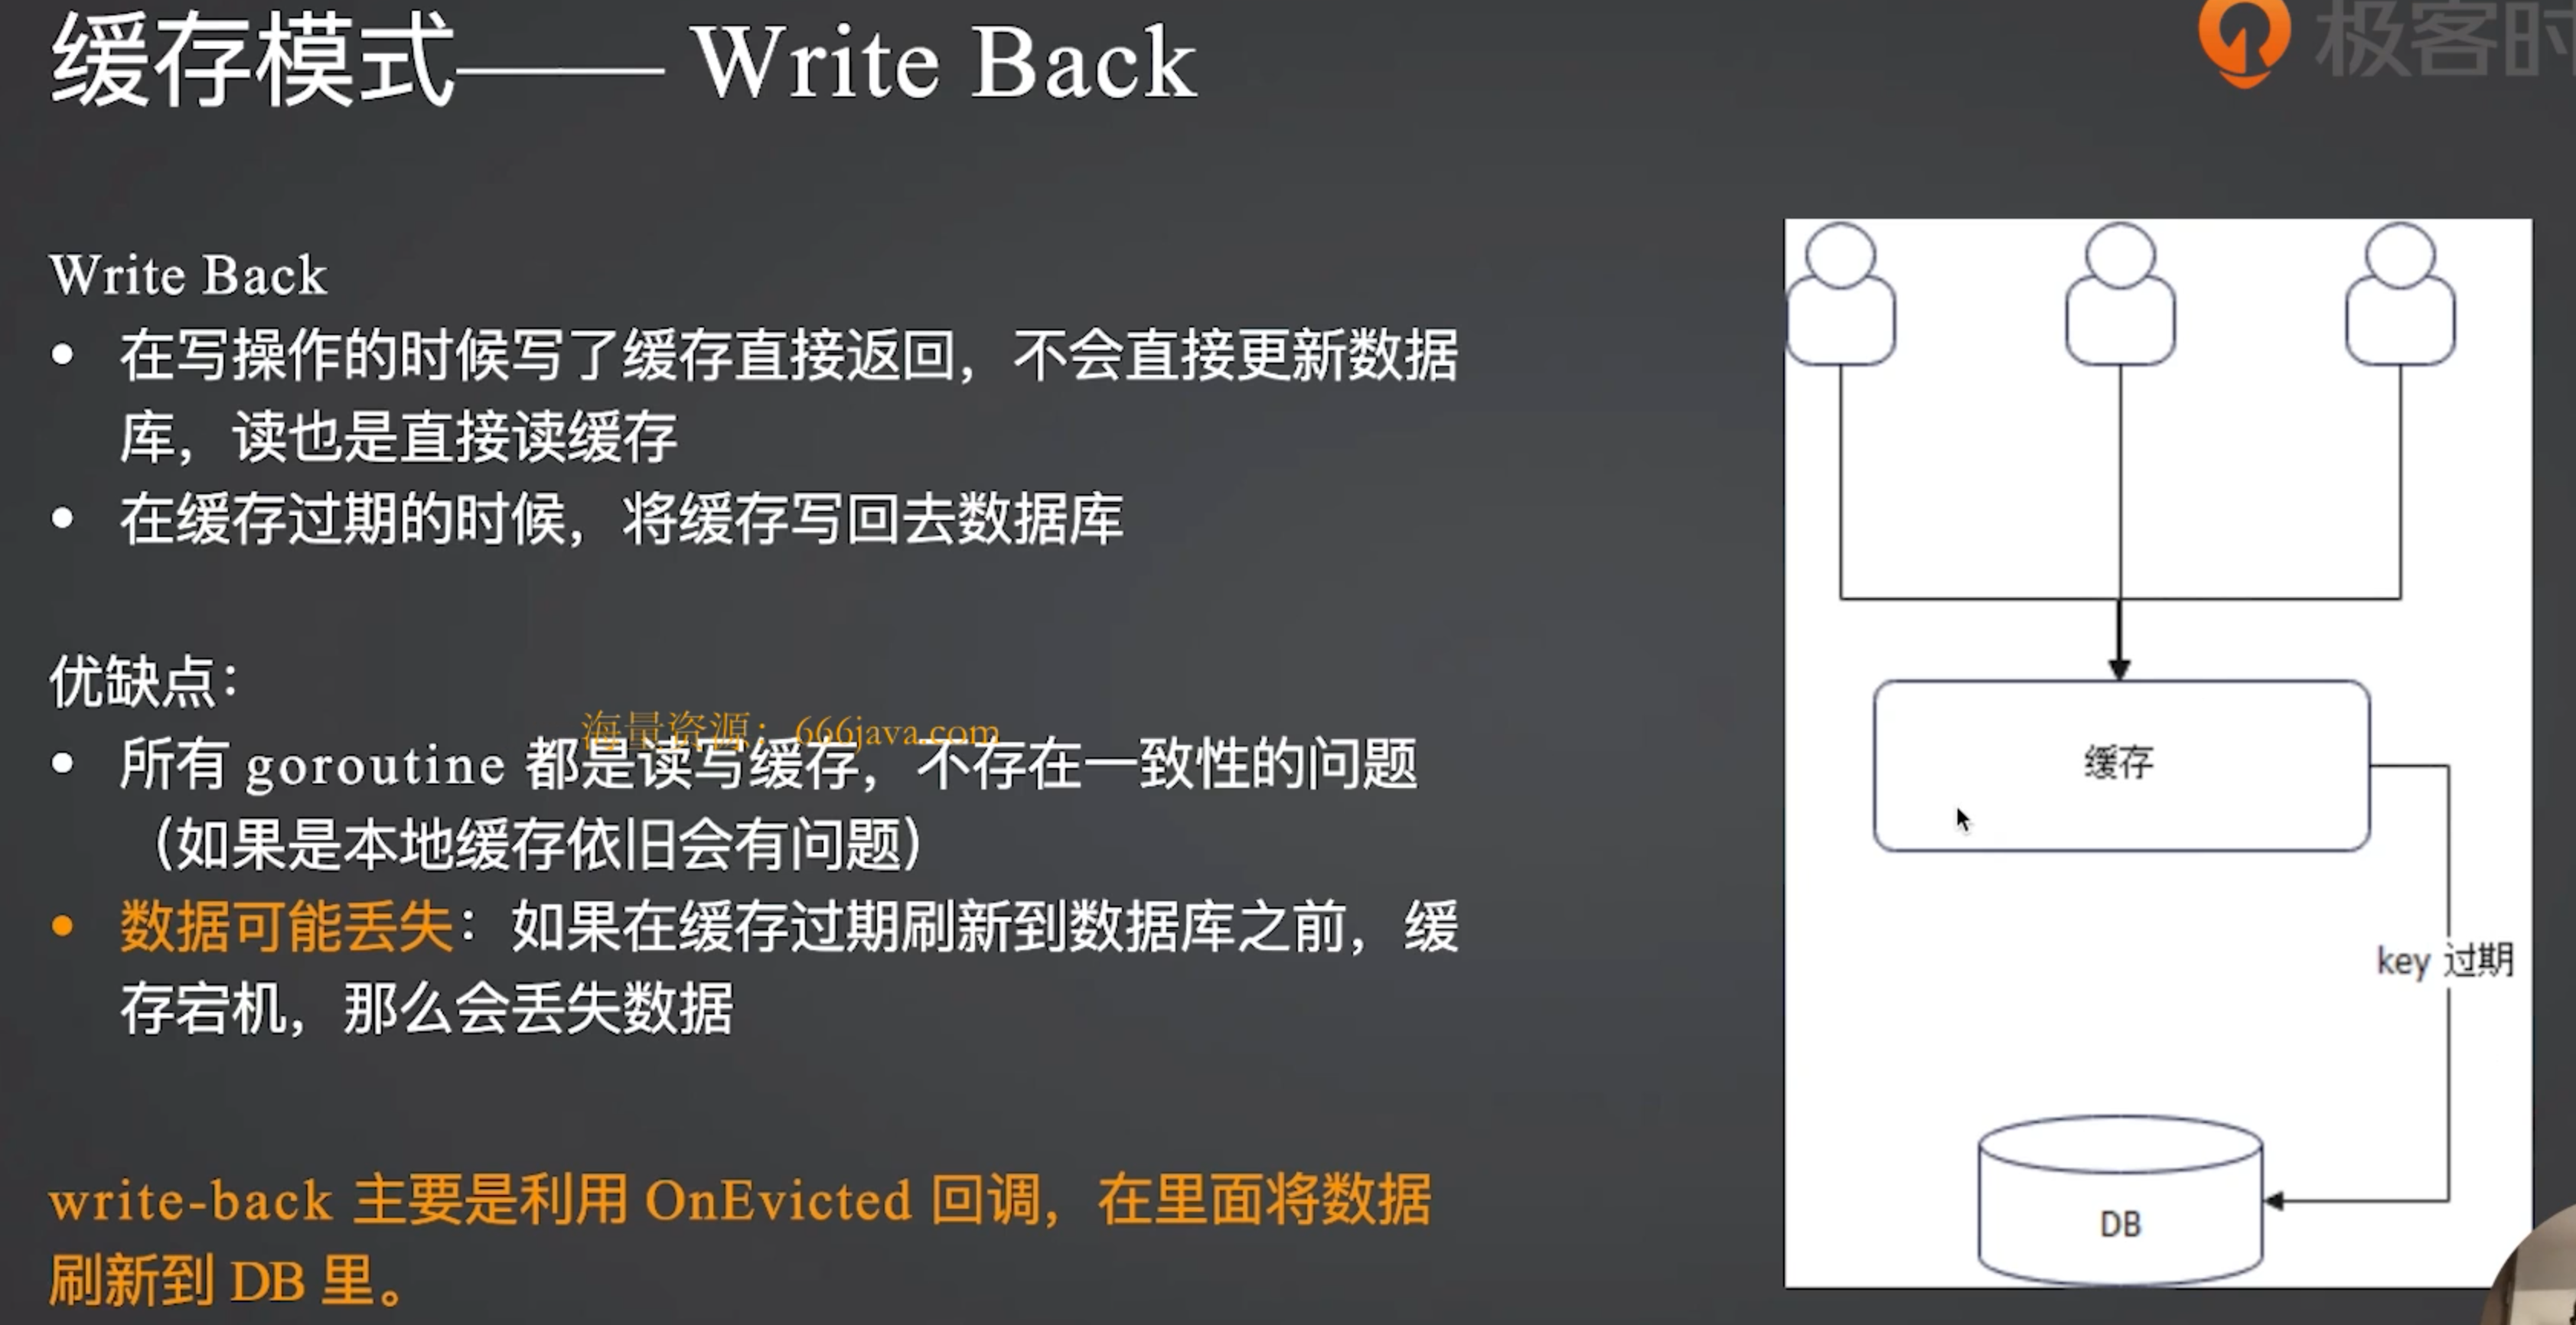 缓存模式—— Write Back
极客时
Write Back
• 在写操作的时候写了缓存直接返回，不会直接更新数据
库，读也是直接读缓存
• 在缓存过期的时候，将缓存写回去数据库
优缺点：
海量资源：666java.com
• 所有 goroutine 都是读写缓存，不存在一致性的问题
（如果是本地缓存依旧会有问题）
• 数据可能丢失：如果在缓存过期刷新到数据库之前，缓
存宕机，那么会丢失数据
write-back 主要是利用 OnEvicted 回调，在里面将数据
刷新到 DB 里。
缓存
key 过期
DB